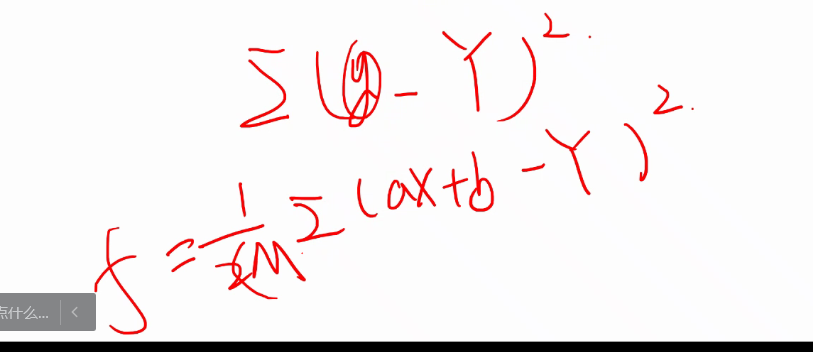 Σ(y - Y)².
f = 1/2M Σ(ax+b - Y)².
点什么...